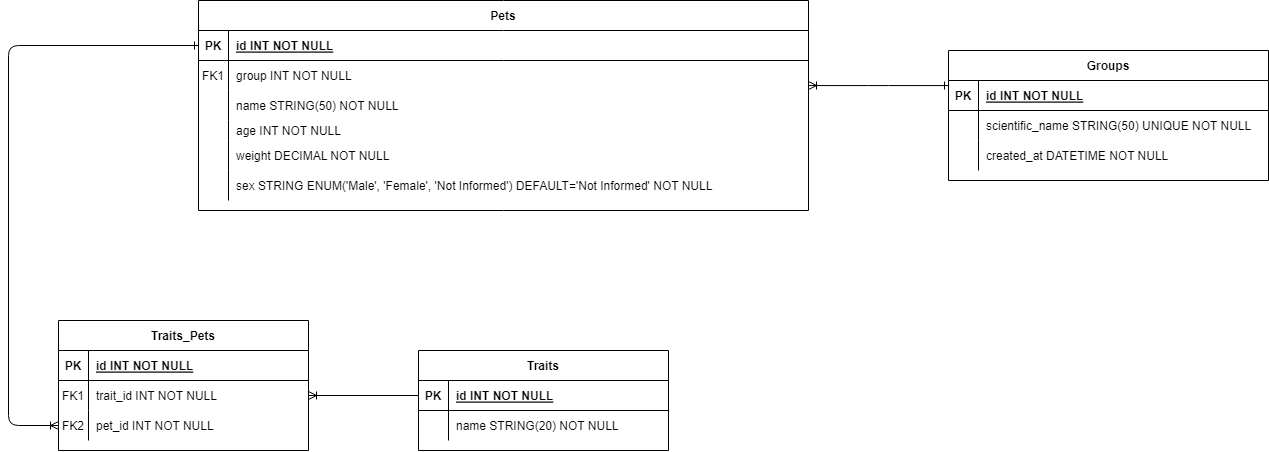 Pets
PK id INT NOT NULL
FK1 group INT NOT NULL
name STRING(50) NOT NULL
age INT NOT NULL
weight DECIMAL NOT NULL
sex STRING ENUM('Male', 'Female', 'Not Informed') DEFAULT='Not Informed' NOT NULL
Groups
PK id INT NOT NULL
scientific_name STRING(50) UNIQUE NOT NULL
created_at DATETIME NOT NULL
Traits_Pets
PK id INT NOT NULL
FK1 trait_id INT NOT NULL
FK2 pet_id INT NOT NULL
Traits
PK id INT NOT NULL
name STRING(20) NOT NULL